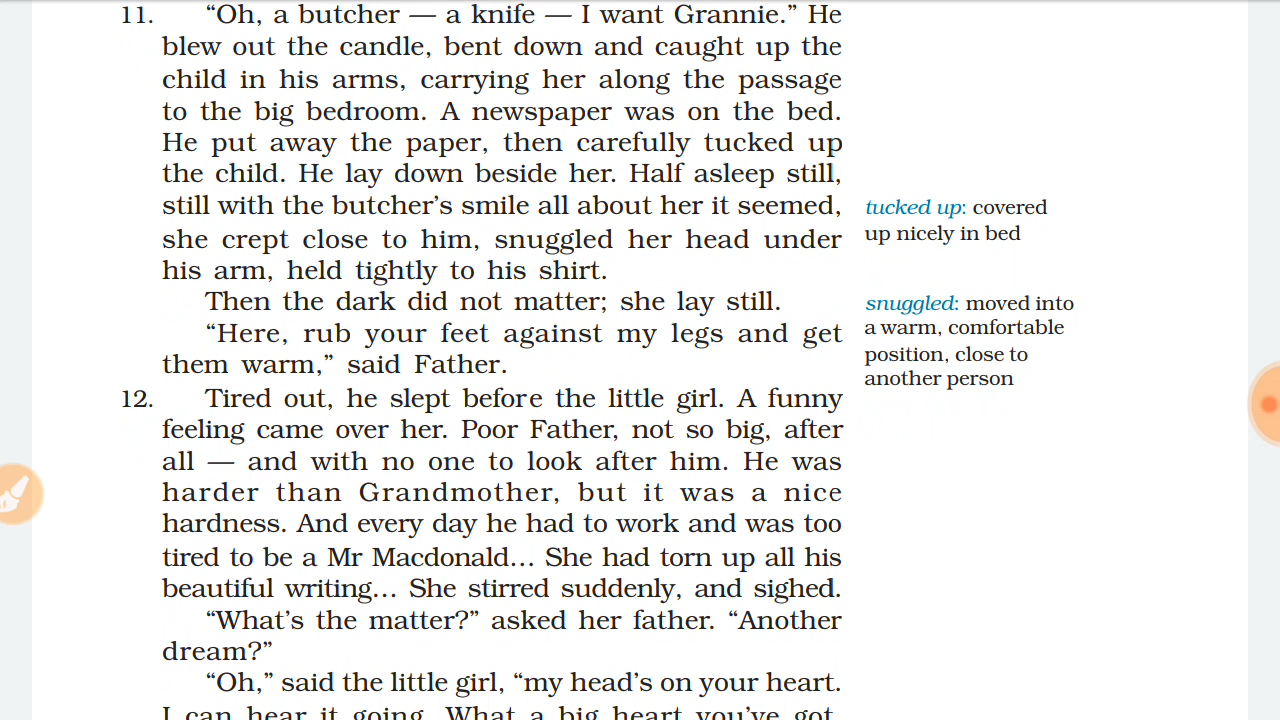 11. “Oh, a butcher — a knife — I want Grannie.” He
blew out the candle, bent down and caught up the
child in his arms, carrying her along the passage
to the big bedroom. A newspaper was on the bed.
He put away the paper, then carefully tucked up
the child. He lay down beside her. Half asleep still,
still with the butcher’s smile all about her it seemed,
she crept close to him, snuggled her head under
his arm, held tightly to his shirt.
Then the dark did not matter; she lay still.
“Here, rub your feet against my legs and get
them warm,” said Father.
12. Tired out, he slept before the little girl. A funny
feeling came over her. Poor Father, not so big, after
all — and with no one to look after him. He was
harder than Grandmother, but it was a nice
hardness. And every day he had to work and was too
tired to be a Mr Macdonald... She had torn up all his
beautiful writing... She stirred suddenly, and sighed.
“What’s the matter?” asked her father. “Another
dream?”
“Oh,” said the little girl, “my head’s on your heart.
I can hear it going. What a big heart you’ve got,
tucked up: covered
up nicely in bed
snuggled: moved into
a warm, comfortable
position, close to
another person